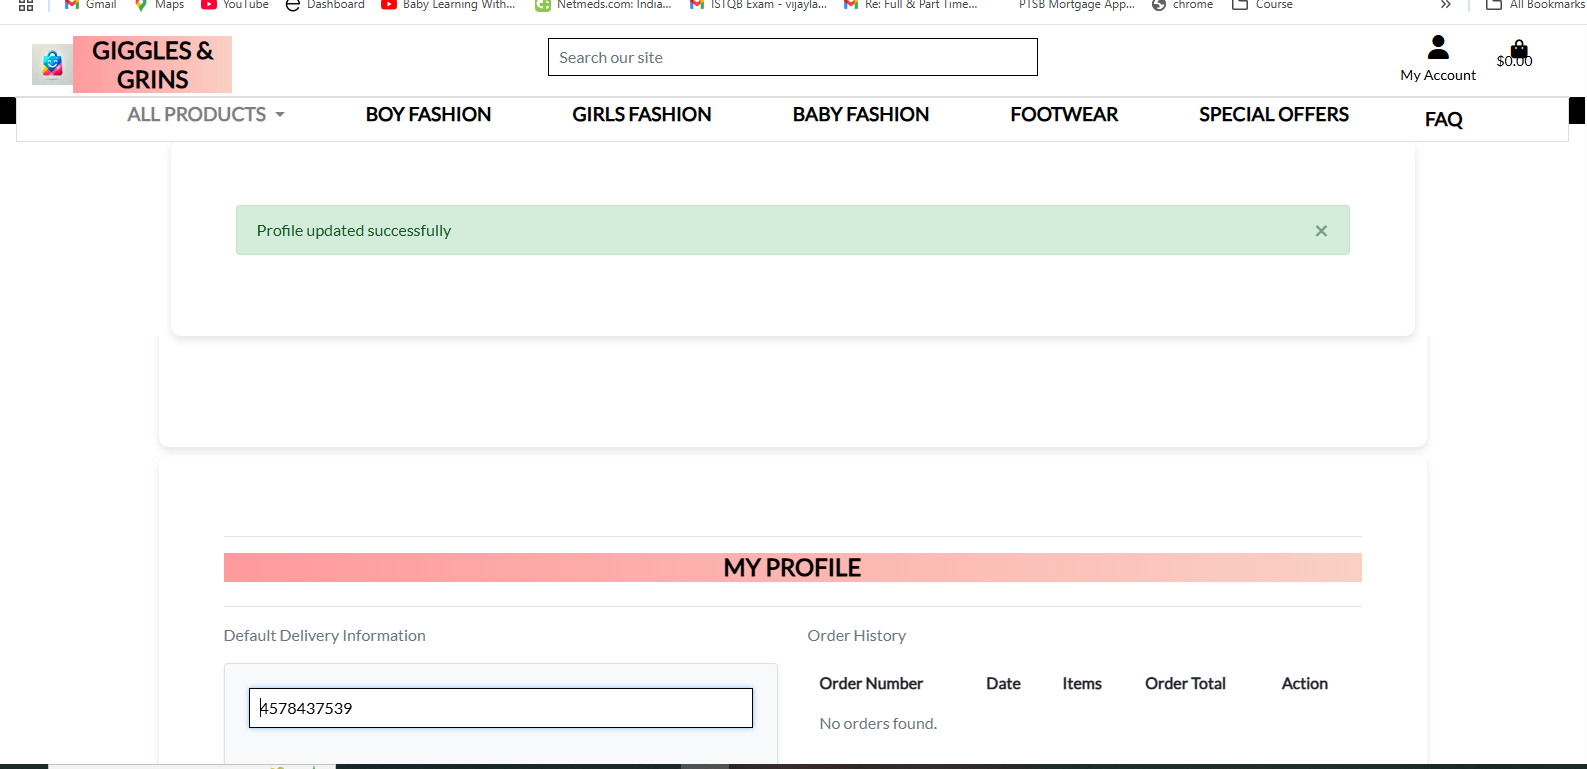 Gmail Maps YouTube Dashboard Baby Learning With... Netmeds.com: India... ISTQB Exam - vijayla... Re: Full & Part Time... PTSB Mortgage App... chrome Course » All Bookmarks
GIGGLES &
GRINS
Search our site
My Account
$0.00
ALL PRODUCTS BOY FASHION GIRLS FASHION BABY FASHION FOOTWEAR SPECIAL OFFERS FAQ
Profile updated successfully ×
MY PROFILE
Default Delivery Information
4578437539
Order History
Order Number Date Items Order Total Action
No orders found.